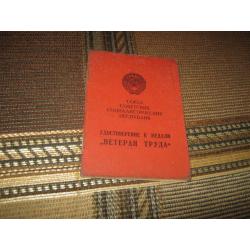 СОЮЗ
СОВЕТСКИХ
СОЦИАЛИСТИЧЕСКИХ
РЕСПУБЛИК
УДОСТОВЕРЕНИЕ К МЕДАЛИ
„ВЕТЕРАН ТРУДА“